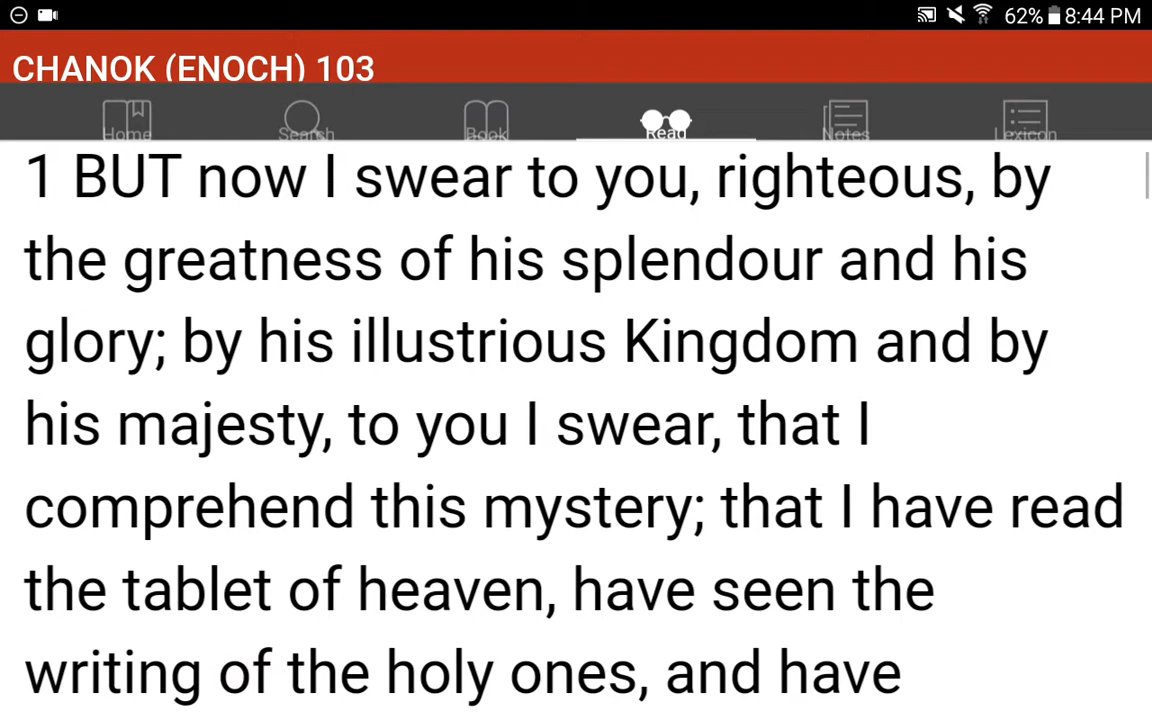 62% 8:44 PM
CHANOK (ENOCH) 103
Home Search Book Read Notes Lexicon
1 BUT now I swear to you, righteous, by
the greatness of his splendour and his
glory; by his illustrious Kingdom and by
his majesty, to you I swear, that I
comprehend this mystery; that I have read
the tablet of heaven, have seen the
writing of the holy ones, and have